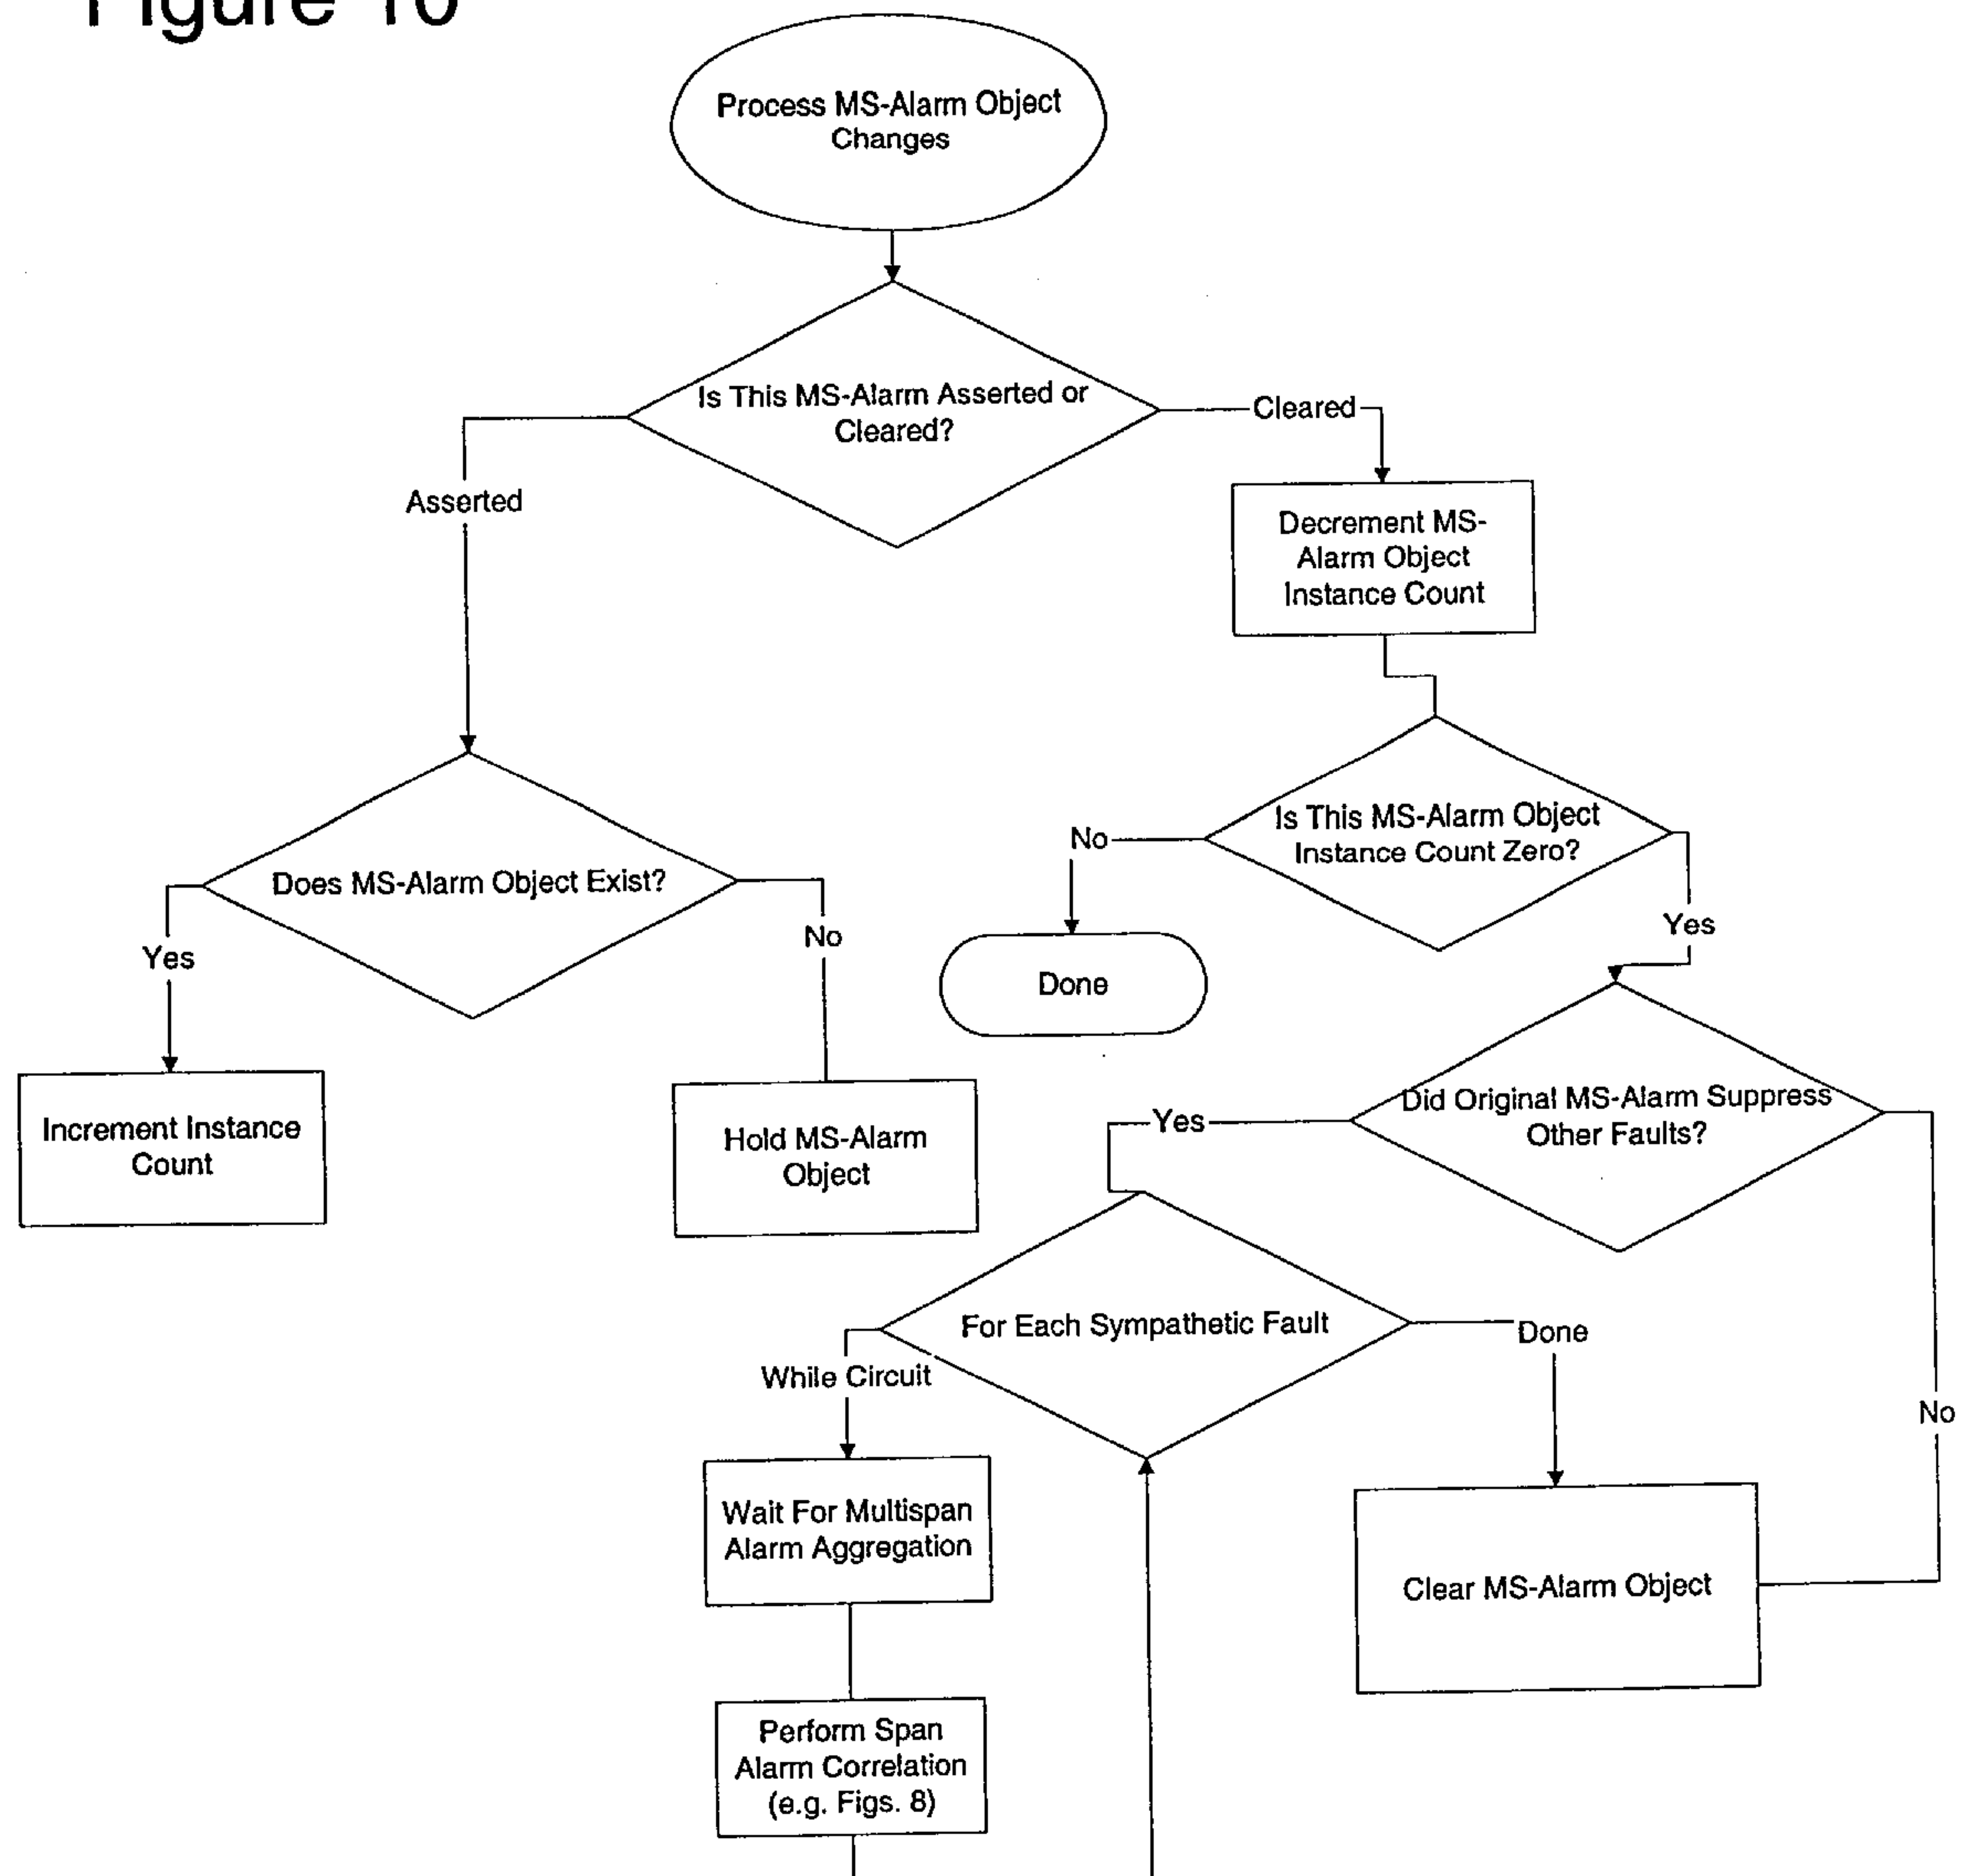 Figure 10
Process MS-Alarm Object
Changes
Is This MS-Alarm Asserted or
Cleared?
Cleared
Asserted
Decrement MS-
Alarm Object
Instance Count
Is This MS-Alarm Object
Instance Count Zero?
No
Yes
Done
Does MS-Alarm Object Exist?
Yes
No
Increment Instance
Count
Hold MS-Alarm
Object
Did Original MS-Alarm Suppress
Other Faults?
Yes
No
For Each Sympathetic Fault
While Circuit
Done
Wait For Multispan
Alarm Aggregation
Clear MS-Alarm Object
Perform Span
Alarm Correlation
(e.g. Figs. 8)